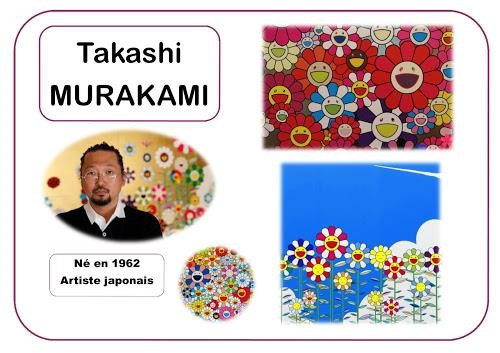 Takashi
MURAKAMI
Né en 1962
Artiste japonais